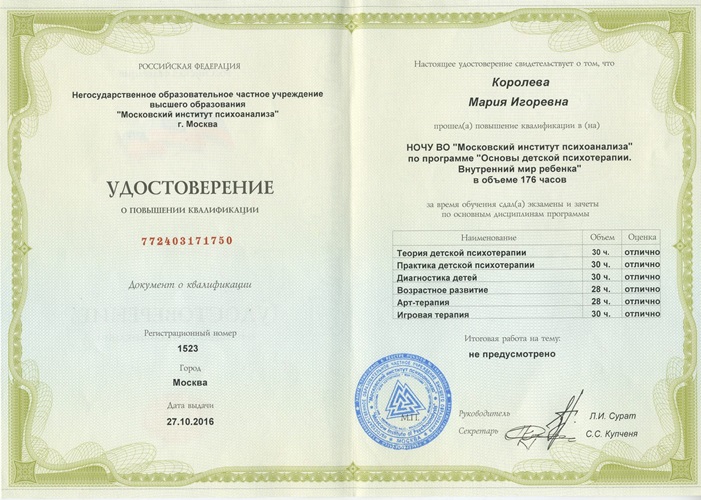 РОССИЙСКАЯ ФЕДЕРАЦИЯ
Негосударственное образовательное частное учреждение
высшего образования
"Московский институт психоанализа"
г. Москва
УДОСТОВЕРЕНИЕ
О ПОВЫШЕНИИ КВАЛИФИКАЦИИ
772403171750
Документ о квалификации
Регистрационный номер
1523
Город
Москва
Дата выдачи
27.10.2016
Настоящее удостоверение свидетельствует о том, что
Королева
Мария Игоревна
прошел(а) повышение квалификации в (на)
НОЧУ ВО "Московский институт психоанализа"
по программе "Основы детской психотерапии.
Внутренний мир ребенка"
в объеме 176 часов
за время обучения сдал(а) экзамены и зачеты
по основным дисциплинам программы
Наименование Объем Оценка
Теория детской психотерапии 30 ч. отлично
Практика детской психотерапии 30 ч. отлично
Диагностика детей 30 ч. отлично
Возрастное развитие 28 ч. отлично
Арт-терапия 28 ч. отлично
Игровая терапия 30 ч. отлично
Итоговая работа на тему:
не предусмотрено
М.П.
Руководитель Л.И. Сурат
Секретарь С.С. Купченя